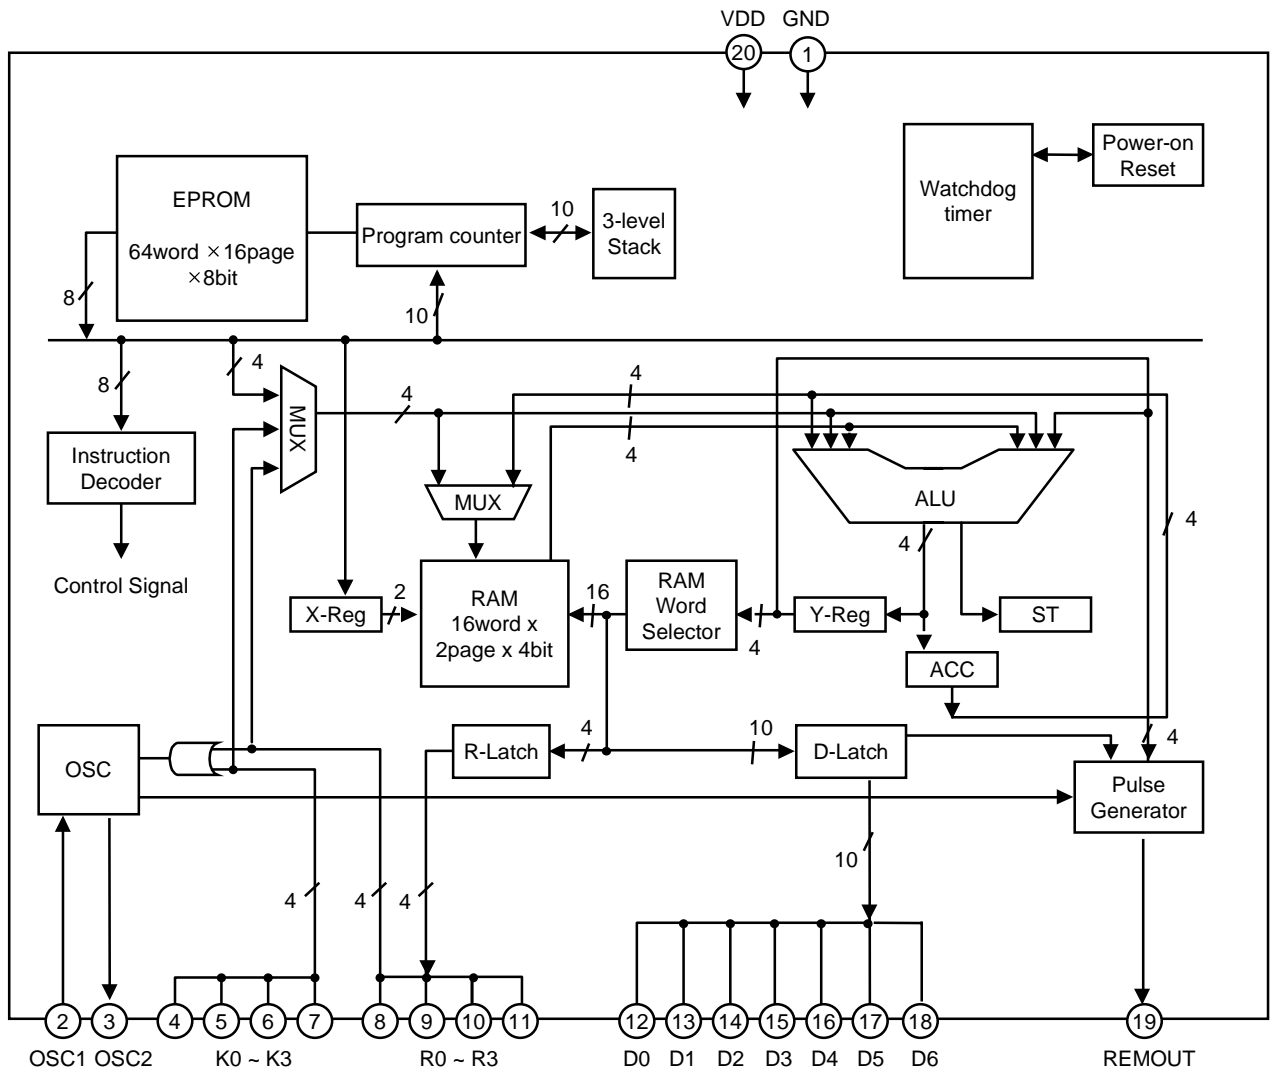 VDD GND
20 1
EPROM
64word ×16page
×8bit
Program counter
10
3-level
Stack
Watchdog
timer
Power-on
Reset
8
10
8
4
MUX
4
4
4
Instruction
Decoder
Control Signal
MUX
ALU
4
4
X-Reg
2
RAM
16word x
2page x 4bit
16
RAM
Word
Selector
4
Y-Reg
ST
ACC
OSC
R-Latch
4
10
D-Latch
4
Pulse
Generator
10
4
4
4
2 3 4 5 6 7 8 9 10 11 12 13 14 15 16 17 18 19
OSC1 OSC2 K0 ~ K3 R0 ~ R3 D0 D1 D2 D3 D4 D5 D6 REMOUT